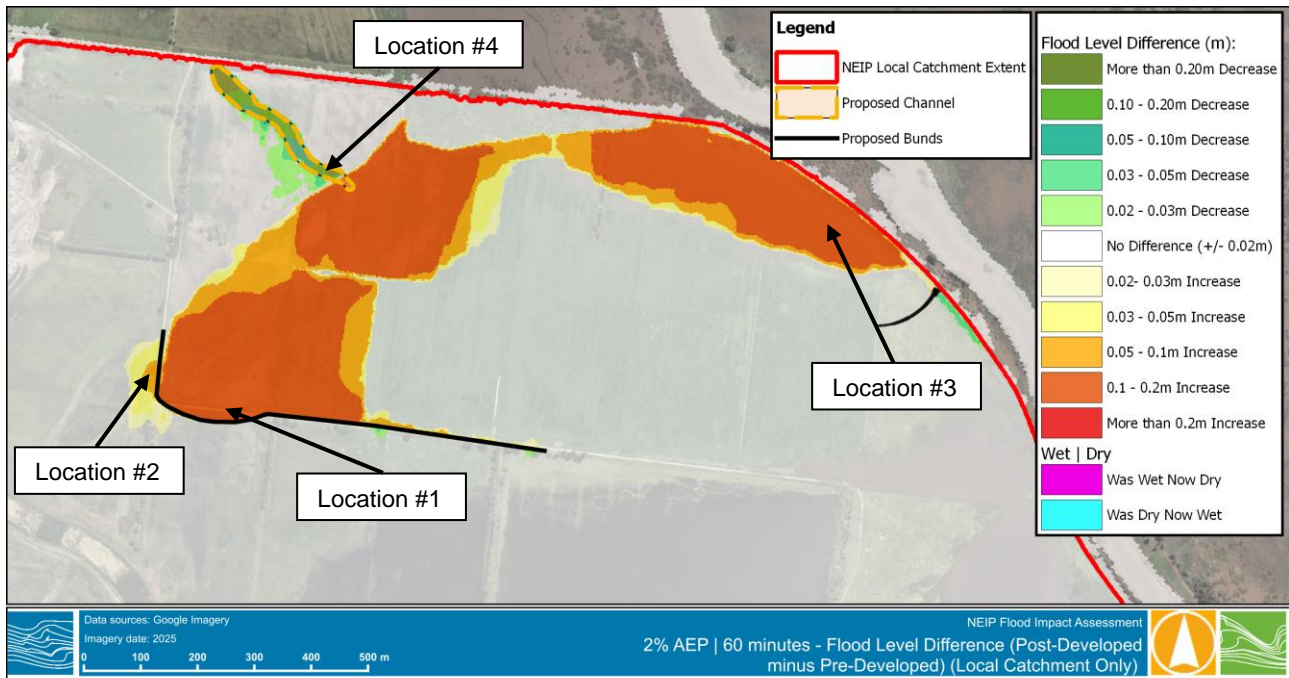 Location #4
Location #2
Location #1
Location #3
Legend
NEIP Local Catchment Extent
Proposed Channel
Proposed Bunds
Flood Level Difference (m):
More than 0.20m Decrease
0.10 - 0.20m Decrease
0.05 - 0.10m Decrease
0.03 - 0.05m Decrease
0.02 - 0.03m Decrease
No Difference (+/- 0.02m)
0.02- 0.03m Increase
0.03 - 0.05m Increase
0.05 - 0.1m Increase
0.1 - 0.2m Increase
More than 0.2m Increase
Wet | Dry
Was Wet Now Dry
Was Dry Now Wet
Data sources: Google Imagery
Imagery date: 2025
0 100 200 300 400 500 m
NEIP Flood Impact Assessment
2% AEP | 60 minutes - Flood Level Difference (Post-Developed
minus Pre-Developed) (Local Catchment Only)